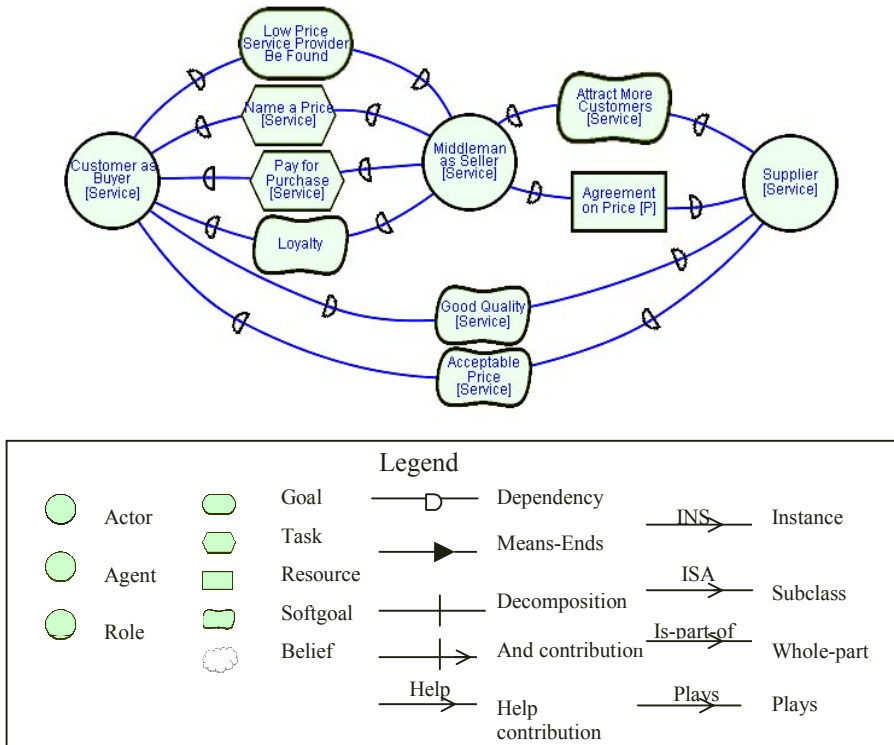 Low Price
Service Provider
Be Found
Name a Price
[Service]
Customer as
Buyer
[Service]
Pay for
Purchase
[Service]
Loyalty
Middleman
as Seller
[Service]
Attract More
Customers
[Service]
Agreement
on Price [P]
Supplier
[Service]
Good Quality
[Service]
Acceptable
Price
[Service]
Legend
Actor
Agent
Role
Goal
Task
Resource
Softgoal
Belief
Dependency
Means-Ends
Decomposition
And contribution
Help
Help
contribution
INS
Instance
ISA
Subclass
Is-part-of
Whole-part
Plays
Plays